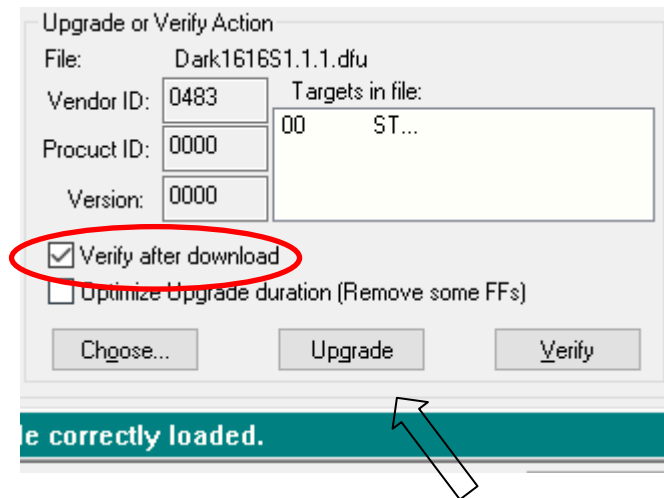 Upgrade or Verify Action
File: Dark1616S1.1.1.dfu
Vendor ID: 0483
Targets in file:
00 ST...
Procuct ID: 0000
Version: 0000
Verify after download
Optimize Upgrade duration (Remove some FFs)
Choose... Upgrade Verify
le correctly loaded.